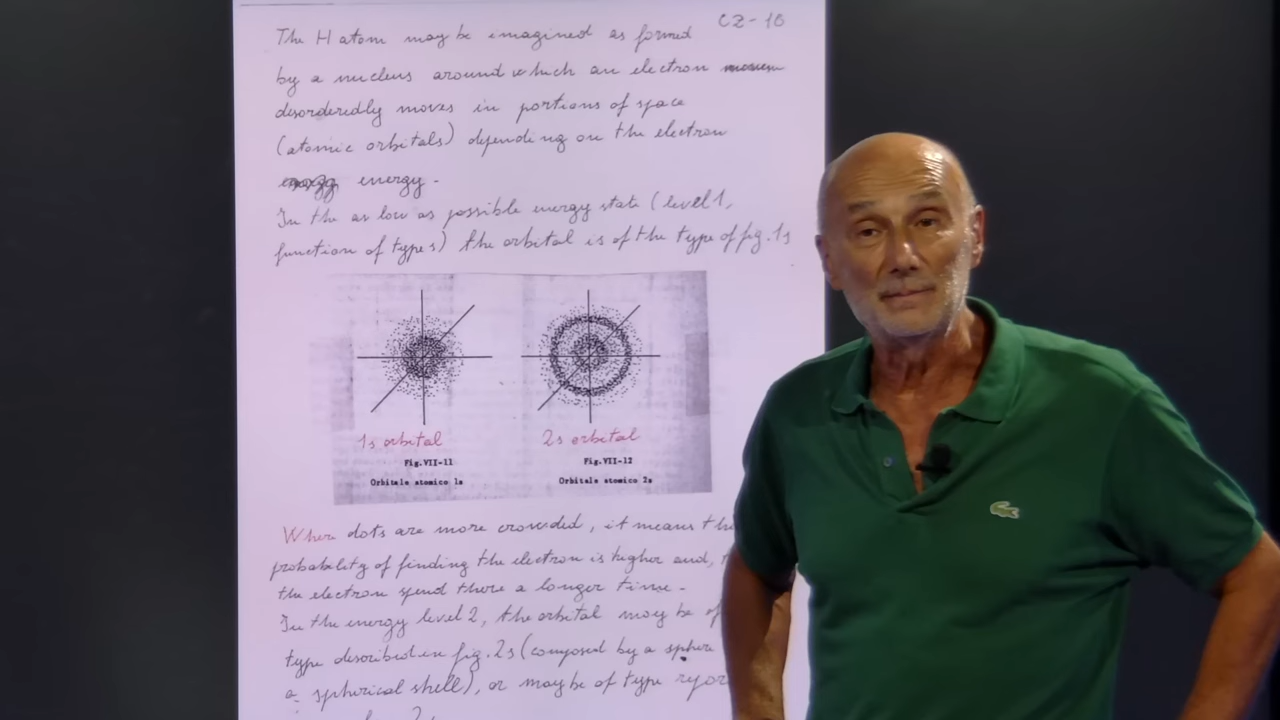 CZ-10
The H atom may be imagined as formed
by a nucleus around which an electron
disorderedly moves in portions of space
(atomic orbitals) depending on the electron
energy.
In the as low as possible energy state (level 1,
function of type s) the orbital is of the type of fig. 1s
1s orbital 2s orbital
Fig.VII-11 Fig.VII-12
Orbitale atomico 1s Orbitale atomico 2s
Where dots are more crowded, it means
probability of finding the electron is higher and,
the electron spend there a longer time.
In the energy level 2, the orbital may be of
type described in fig. 2s (composed by a sphere
a spherical shell), or may be of type